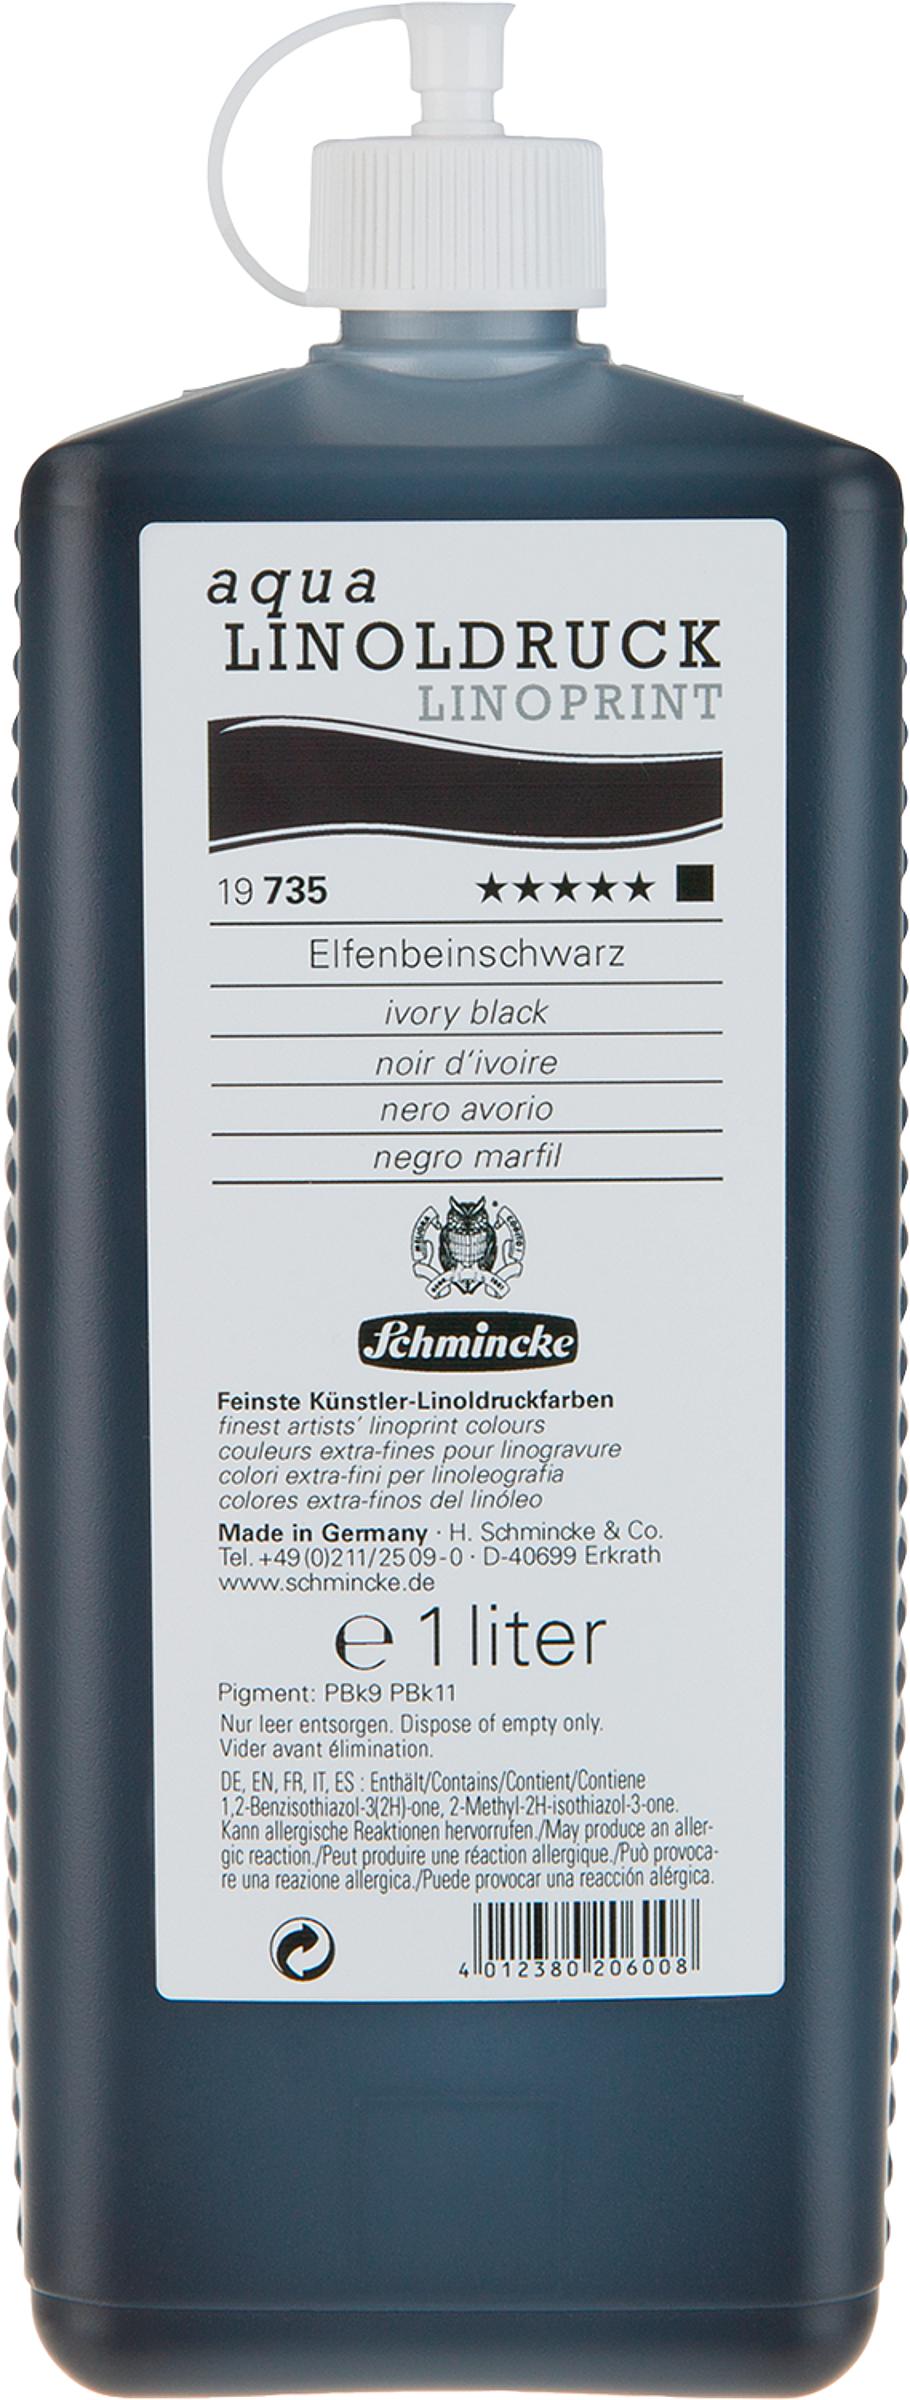 aqua
LINOLDRUCK
LINOPRINT
19 735 ★★★★★ ■
Elfenbeinschwarz
ivory black
noir d'ivoire
nero avorio
negro marfil
Schmincke
Feinste Künstler-Linoldruckfarben
finest artists' linoprint colours
couleurs extra-fines pour linogravure
colori extra-fini per linoleografia
colores extra-finos del linóleo
Made in Germany · H. Schmincke & Co.
Tel. +49(0)211/2509-0 · D-40699 Erkrath
www.schmincke.de
℮ 1 liter
Pigment: PBk9 PBk11
Nur leer entsorgen. Dispose of empty only.
Vider avant élimination.
DE, EN, FR, IT, ES : Enthält/Contains/Contient/Contiene
1,2-Benzisothiazol-3(2H)-one, 2-Methyl-2H-isothiazol-3-one.
Kann allergische Reaktionen hervorrufen./May produce an aller-
gic reaction./Peut produire une réaction allergique./Può provoca-
re una reazione allergica./Puede provocar una reacción alérgica.
4 012380 206008